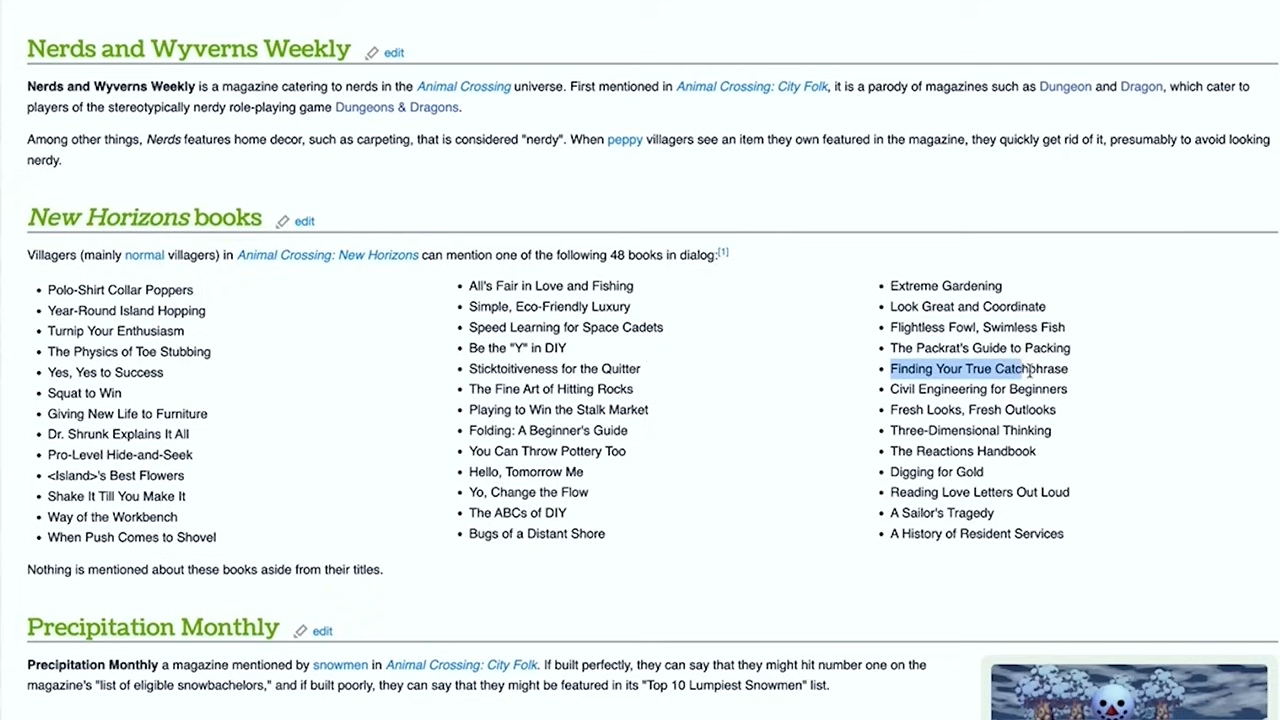 Nerds and Wyverns Weekly edit
Nerds and Wyverns Weekly is a magazine catering to nerds in the Animal Crossing universe. First mentioned in Animal Crossing: City Folk, it is a parody of magazines such as Dungeon and Dragon, which cater to
players of the stereotypically nerdy role-playing game Dungeons & Dragons.
Among other things, Nerds features home decor, such as carpeting, that is considered "nerdy". When peppy villagers see an item they own featured in the magazine, they quickly get rid of it, presumably to avoid looking
nerdy.
New Horizons books edit
Villagers (mainly normal villagers) in Animal Crossing: New Horizons can mention one of the following 48 books in dialog:[1]
• Polo-Shirt Collar Poppers
• Year-Round Island Hopping
• Turnip Your Enthusiasm
• The Physics of Toe Stubbing
• Yes, Yes to Success
• Squat to Win
• Giving New Life to Furniture
• Dr. Shrunk Explains It All
• Pro-Level Hide-and-Seek
• <Island>'s Best Flowers
• Shake It Till You Make It
• Way of the Workbench
• When Push Comes to Shovel
• All's Fair in Love and Fishing
• Simple, Eco-Friendly Luxury
• Speed Learning for Space Cadets
• Be the "Y" in DIY
• Sticktoitiveness for the Quitter
• The Fine Art of Hitting Rocks
• Playing to Win the Stalk Market
• Folding: A Beginner's Guide
• You Can Throw Pottery Too
• Hello, Tomorrow Me
• Yo, Change the Flow
• The ABCs of DIY
• Bugs of a Distant Shore
• Extreme Gardening
• Look Great and Coordinate
• Flightless Fowl, Swimless Fish
• The Packrat's Guide to Packing
• Finding Your True Catchphrase
• Civil Engineering for Beginners
• Fresh Looks, Fresh Outlooks
• Three-Dimensional Thinking
• The Reactions Handbook
• Digging for Gold
• Reading Love Letters Out Loud
• A Sailor's Tragedy
• A History of Resident Services
Nothing is mentioned about these books aside from their titles.
Precipitation Monthly edit
Precipitation Monthly a magazine mentioned by snowmen in Animal Crossing: City Folk. If built perfectly, they can say that they might hit number one on the
magazine's "list of eligible snowbachelors," and if built poorly, they can say that they might be featured in its "Top 10 Lumpiest Snowmen" list.